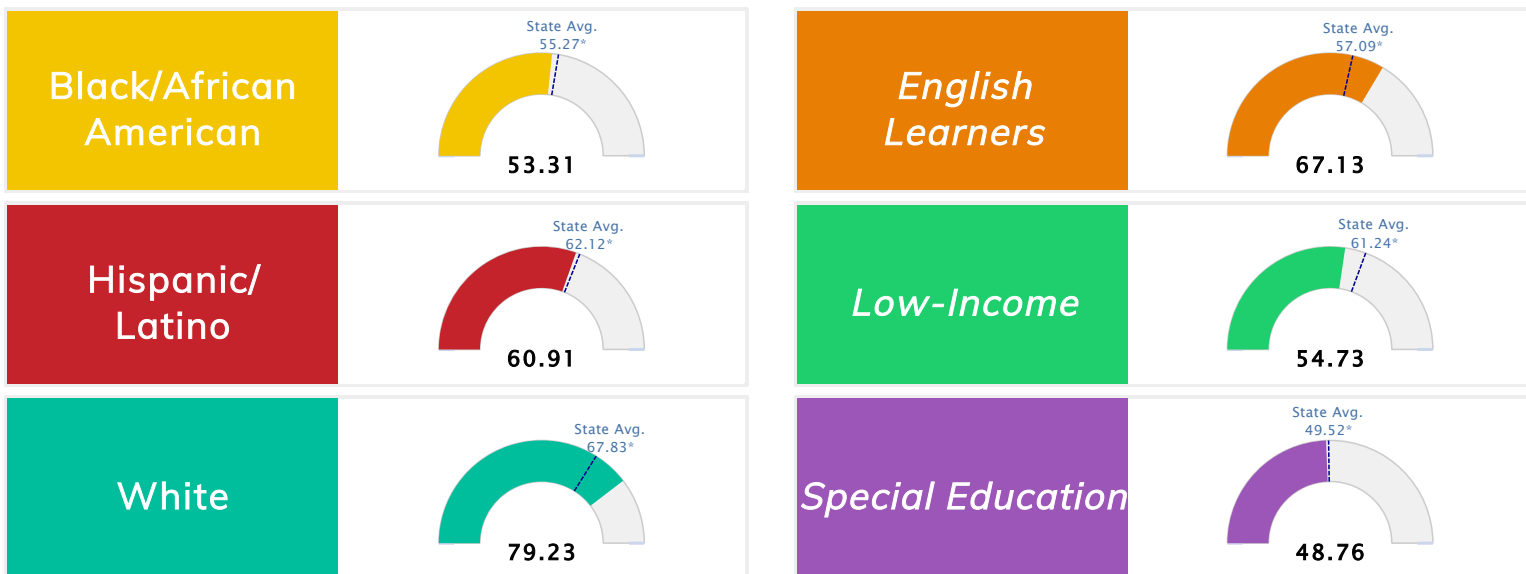 Black/African
American
State Avg.
55.27*
53.31
English
Learners
State Avg.
57.09*
67.13
Hispanic/
Latino
State Avg.
62.12*
60.91
Low-Income
State Avg.
61.24*
54.73
White
State Avg.
67.83*
79.23
Special Education
State Avg.
49.52*
48.76